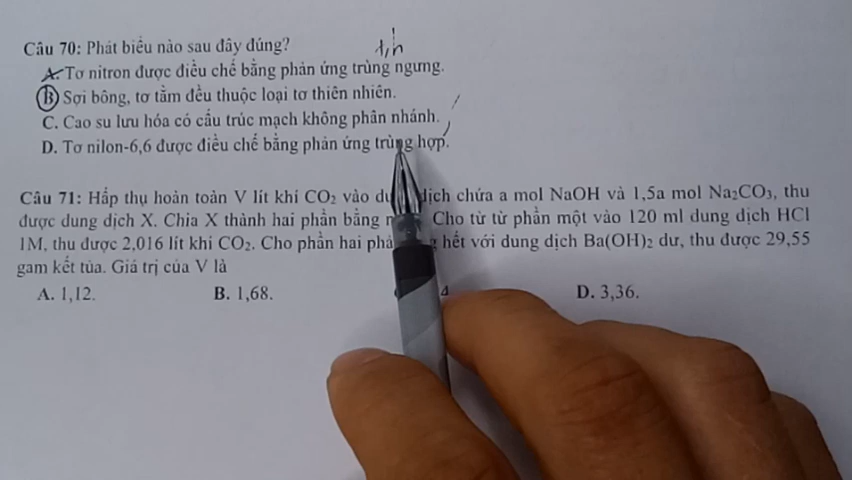 Câu 70: Phát biểu nào sau đây đúng?
t,h
A. Tơ nitron được điều chế bằng phản ứng trùng ngưng.
B. Sợi bông, tơ tằm đều thuộc loại tơ thiên nhiên.
C. Cao su lưu hóa có cấu trúc mạch không phân nhánh.
D. Tơ nilon-6,6 được điều chế bằng phản ứng trùng hợp.
Câu 71: Hấp thụ hoàn toàn V lít khí CO₂ vào dịch chứa a mol NaOH và 1,5a mol Na₂CO₃, thu
được dung dịch X. Chia X thành hai phần bằng Cho từ từ phần một vào 120 ml dung dịch HCl
1M, thu được 2,016 lít khí CO₂. Cho phần hai hết với dung dịch Ba(OH)₂ dư, thu được 29,55
gam kết tủa. Giá trị của V là
A. 1,12. B. 1,68. 4 D. 3,36.